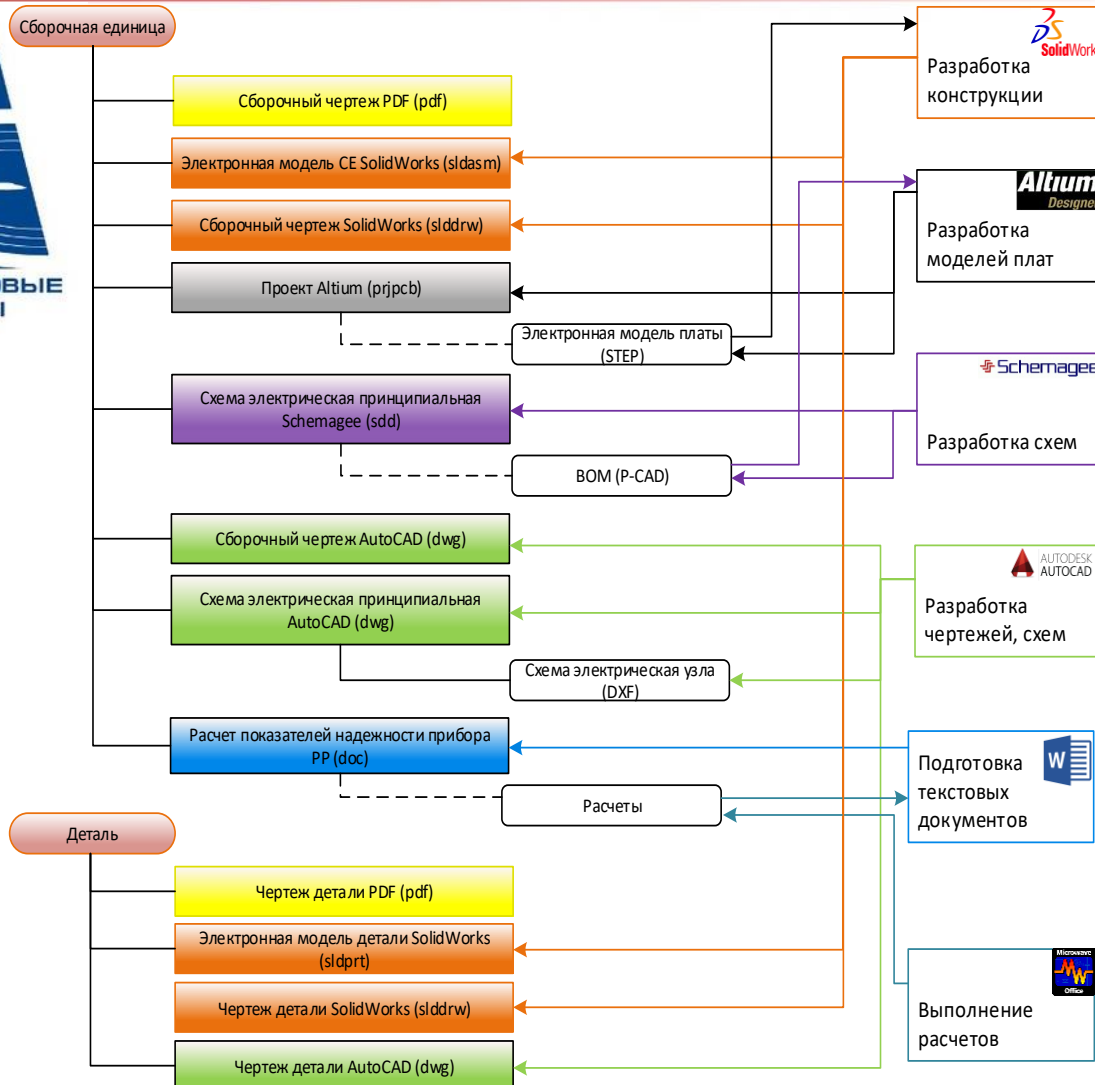 Сборочная единица
Сборочный чертеж PDF (pdf)
Электронная модель СЕ SolidWorks (sldasm)
Сборочный чертеж SolidWorks (slddrw)
Проект Altium (prjpcb)
Электронная модель платы
(STEP)
Схема электрическая принципиальная
Schemagee (sdd)
BOM (P-CAD)
Сборочный чертеж AutoCAD (dwg)
Схема электрическая принципиальная
AutoCAD (dwg)
Схема электрическая узла
(DXF)
Расчет показателей надежности прибора
РР (doc)
Расчеты
Деталь
Чертеж детали PDF (pdf)
Электронная модель детали SolidWorks
(sldprt)
Чертеж детали SolidWorks (slddrw)
Чертеж детали AutoCAD (dwg)
SolidWork
Разработка
конструкции
Altium
Designe
Разработка
моделей плат
Schemagee
Разработка схем
AUTODESK
AUTOCAD
Разработка
чертежей, схем
W
Подготовка
текстовых
документов
Microwave
MW
Office
Выполнение
расчетов